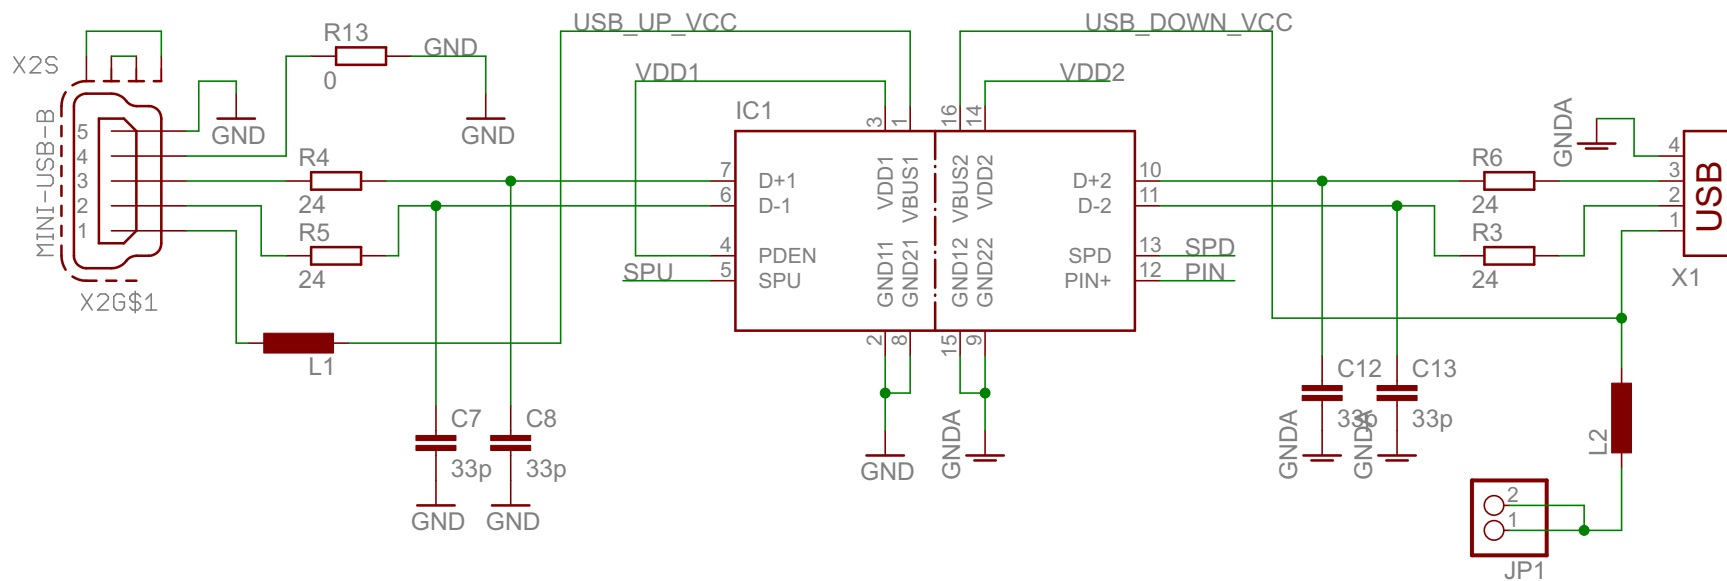 USB_UP_VCC
USB_DOWN_VCC
R13
GND
0
X2S
VDD1
VDD2
MINI-USB-B
5
4
3
2
1
GND
GND
X2G$1
R4
24
R5
24
L1
C7
33p
C8
33p
GND
GND
IC1
3
1
16
14
VDD1
VBUS1
VBUS2
VDD2
7
D+1
6
D-1
4
PDEN
SPU
5
SPU
GND11
GND21
GND12
GND22
D+2
10
D-2
11
SPD
13
SPD
PIN+
12
PIN
2
8
15
9
GND
GNDA
GNDA
R6
24
R3
24
4
3
2
1
USB
X1
C12
33p
C13
33p
GNDA
GNDA
L2
2
1
JP1